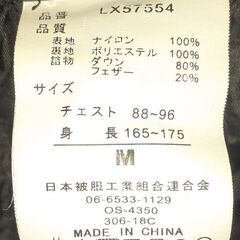 品番 LX57554
品質
表地 ナイロン 100%
裏地 ポリエステル 100%
詰物 ダウン 80%
フェザー 20%
サイズ
チェスト 88~96
身長 165~175
M
日本被服工業組合連合会
06-6533-1129
OS-4350
306-18C
MADE IN CHINA